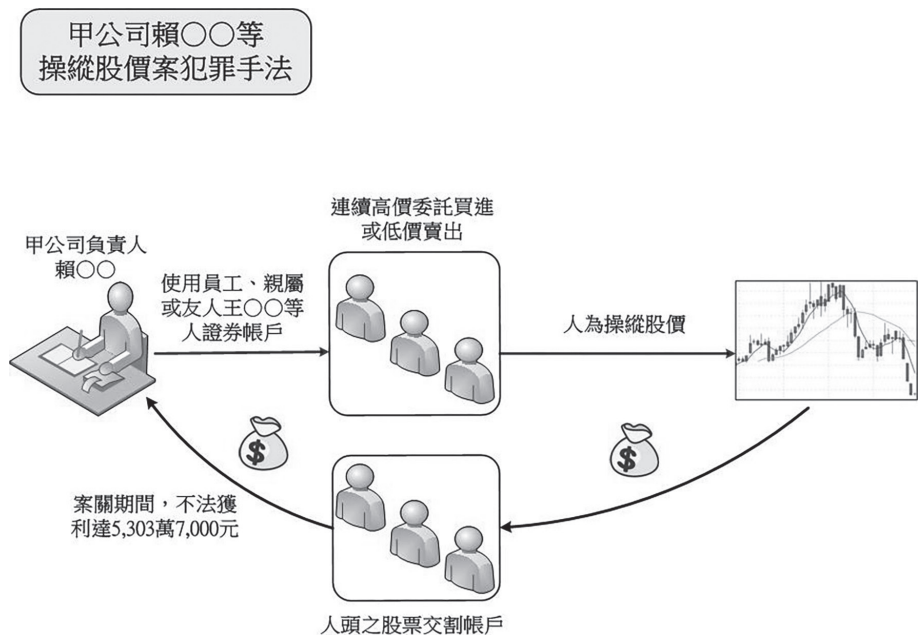 甲公司賴○○等
操縱股價案犯罪手法
連續高價委託買進
或低價賣出
甲公司負責人
賴○○
使用員工、親屬
或友人王○○等
人證券帳戶
人為操縱股價
$
$
案關期間，不法獲
利達5,303萬7,000元
人頭之股票交割帳戶